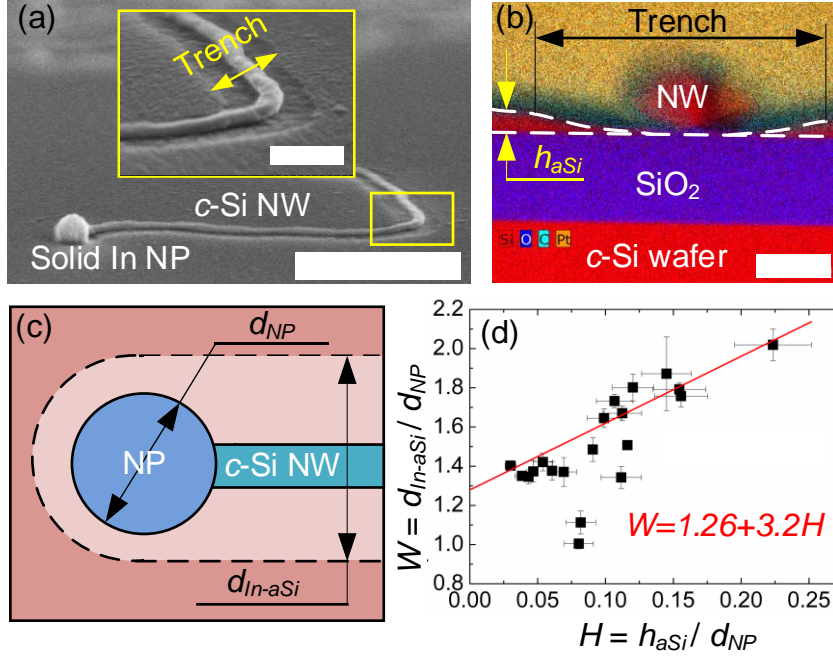 (a)
Trench
c-Si NW
Solid In NP
(b)
Trench
NW
h_aSi
SiO₂
Si O C Pt
c-Si wafer
(c)
d_NP
NP
c-Si NW
d_In-aSi
(d)
2.2
2.0
1.8
1.6
1.4
1.2
1.0
0.8
W = d_In-aSi / d_NP
W=1.26+3.2H
0.00 0.05 0.10 0.15 0.20 0.25
H = h_aSi / d_NP